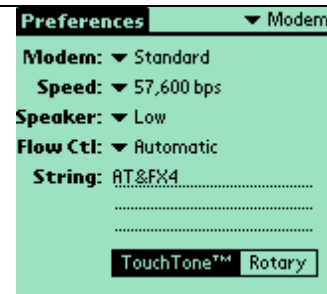 Preferences Modem
Modem: Standard
Speed: 57,600 bps
Speaker: Low
Flow Ctl: Automatic
String: AT&FX4
TouchTone™ Rotary